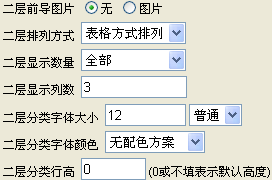 二层前导图片 无 图片
二层排列方式 表格方式排列
二层显示数量 全部
二层显示列数 3
二层分类字体大小 12 普通
二层分类字体颜色 无配色方案
二层分类行高 0 (0或不填表示默认高度)